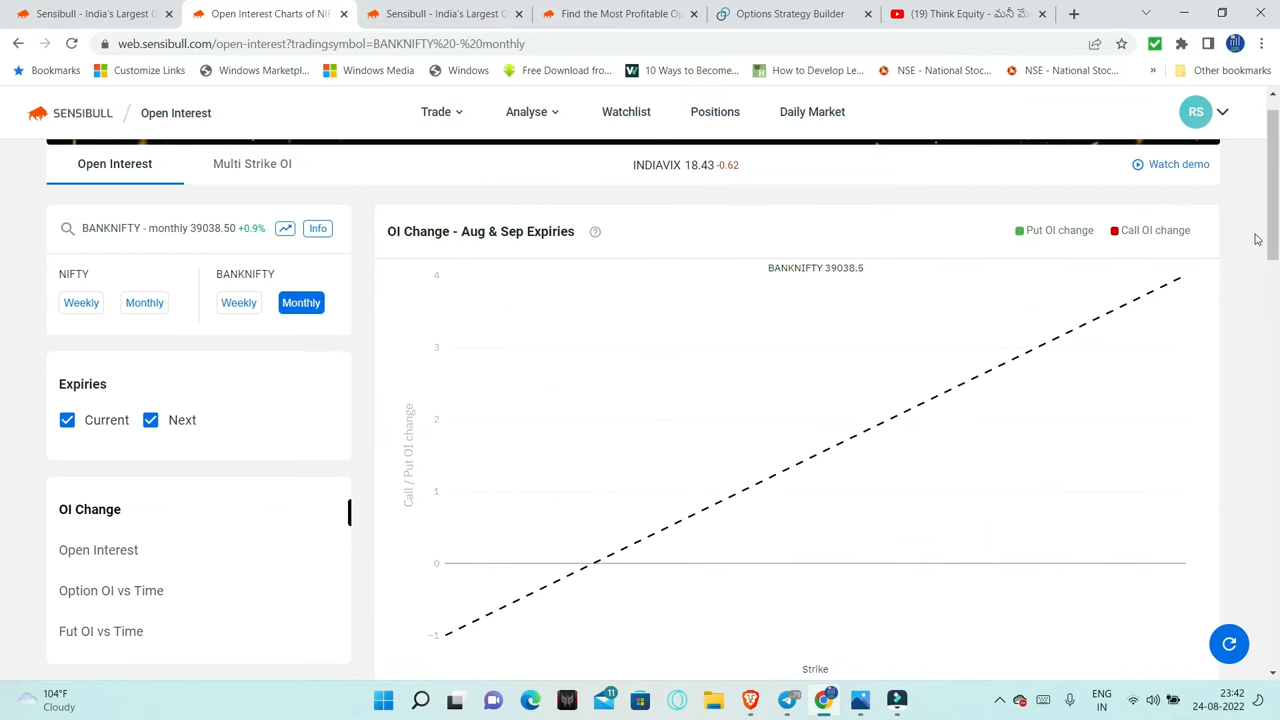 Sensibull - India's Largest O
Open Interest Charts of NIF
Sensibull - India's Largest O
Find the Most Profitable Op
Options Strategy Builder
(19) Think Equity - మనీ మే
web.sensibull.com/open-interest?tradingsymbol=BANKNIFTY%20-%20monthly
Bookmarks
Customize Links
Windows Marketpl...
Windows Media
Windows
Free Download fro...
10 Ways to Become...
How to Develop Le...
NSE - National Stoc...
NSE - National Stoc...
»
Other bookmarks
SENSIBULL / Open Interest
Trade
Analyse
Watchlist
Positions
Daily Market
RS
Open Interest
Multi Strike OI
INDIAVIX 18.43 -0.62
Watch demo
BANKNIFTY - monthly 39038.50 +0.9%
Info
NIFTY
BANKNIFTY
Weekly
Monthly
Weekly
Monthly
Expiries
Current
Next
OI Change
Open Interest
Option OI vs Time
Fut OI vs Time
OI Change - Aug & Sep Expiries
Put OI change
Call OI change
BANKNIFTY 39038.5
4
3
2
1
0
−1
Call / Put OI change
Strike
104°F
Cloudy
11
ENG
IN
23:42
24-08-2022